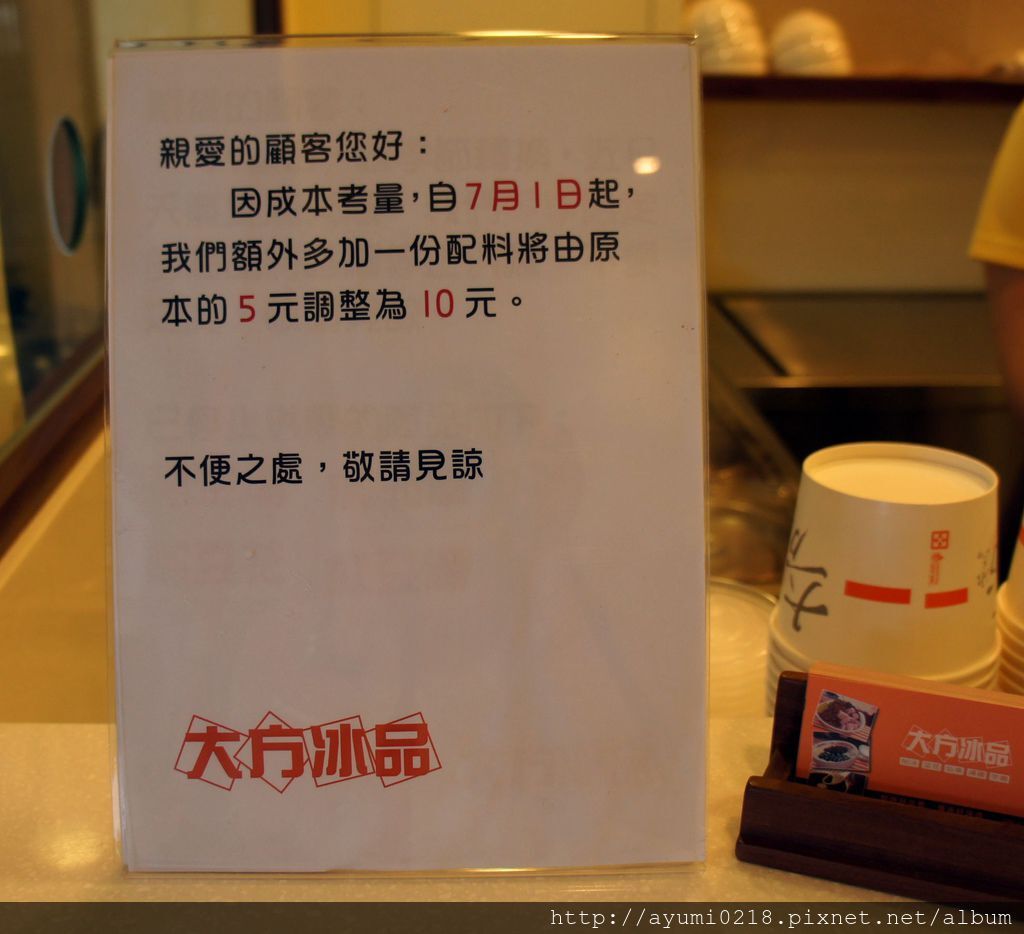 親愛的顧客您好：
因成本考量，自7月1日起，
我們額外多加一份配料將由原
本的5元調整為10元。
不便之處，敬請見諒
大方冰品
大方
大方冰品
http://ayumi0218.pixnet.net/album